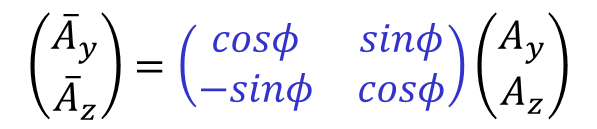 (Ā_y) = (cosϕ sinϕ) (A_y)
(Ā_z) (−sinϕ cosϕ) (A_z)